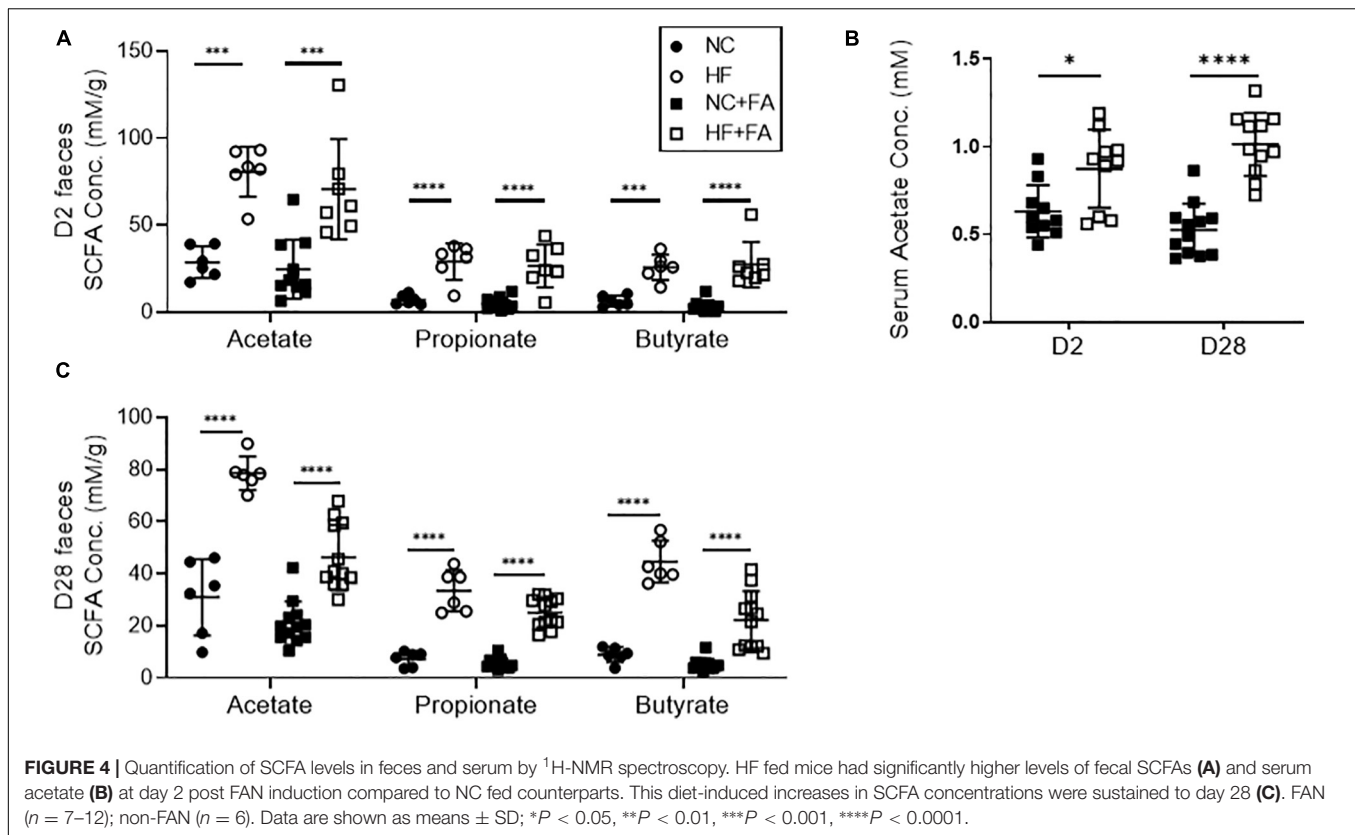 A
D2 faeces
SCFA Conc. (mM/g)
150
100
50
0
***
***
****
****
***
****
Acetate
Propionate
Butyrate
NC
HF
NC+FA
HF+FA
B
Serum Acetate Conc. (mM)
1.5
1.0
0.5
0.0
*
****
D2
D28
C
D28 faeces
SCFA Conc. (mM/g)
100
80
60
40
20
0
****
****
****
****
****
****
Acetate
Propionate
Butyrate
FIGURE 4 | Quantification of SCFA levels in feces and serum by ¹H-NMR spectroscopy. HF fed mice had significantly higher levels of fecal SCFAs (A) and serum
acetate (B) at day 2 post FAN induction compared to NC fed counterparts. This diet-induced increases in SCFA concentrations were sustained to day 28 (C). FAN
(n = 7–12); non-FAN (n = 6). Data are shown as means ± SD; *P < 0.05, **P < 0.01, ***P < 0.001, ****P < 0.0001.